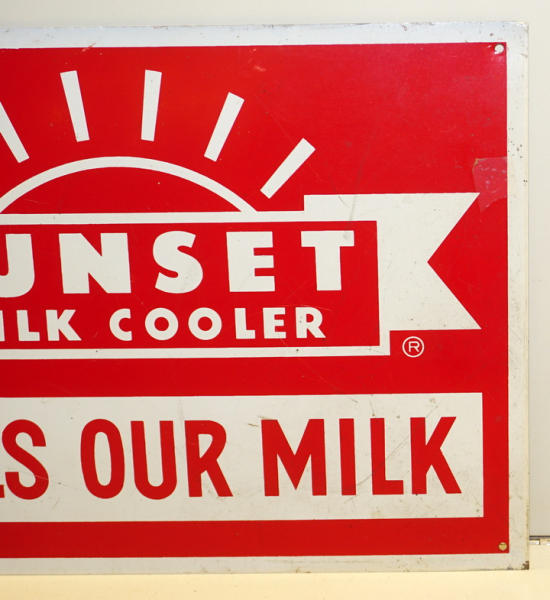 UNSET
ILK COOLER
®
LS OUR MILK